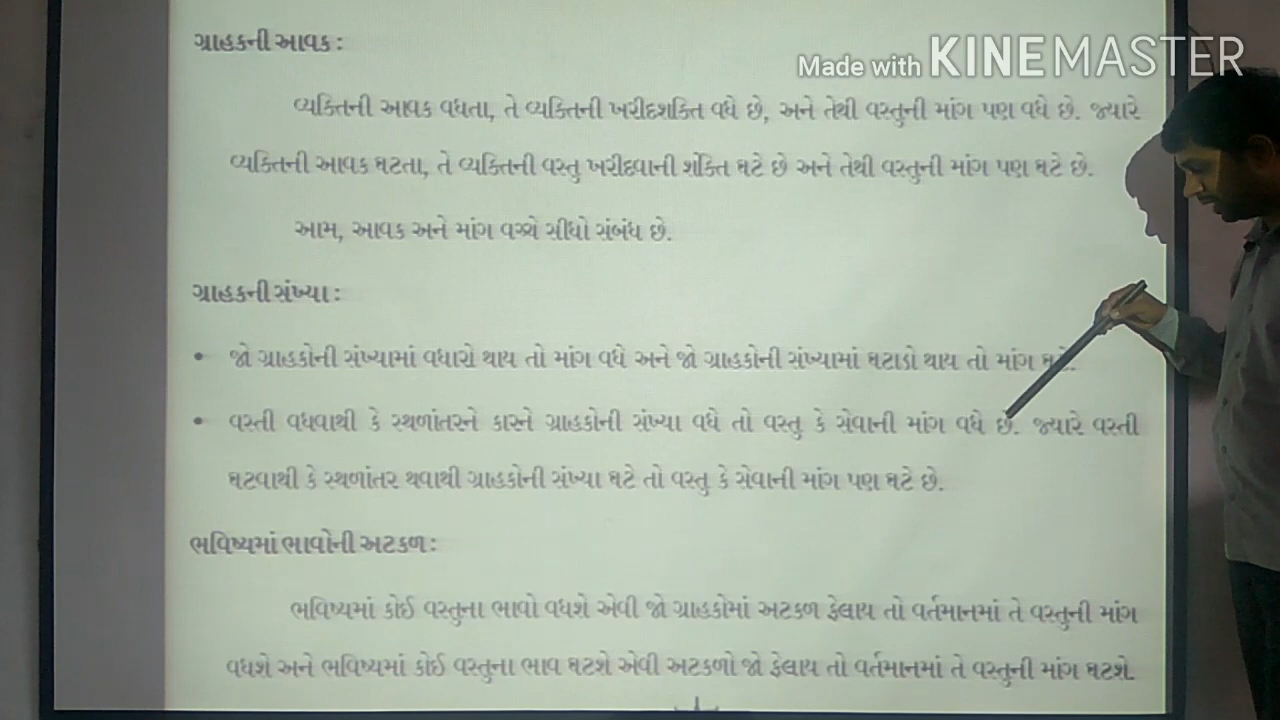 ગ્રાહકની આવક :
Made with KINEMASTER
વ્યક્તિની આવક વધતા, તે વ્યક્તિની ખરીદશક્તિ વધે છે, અને તેથી વસ્તુની માંગ પણ વધે છે. જ્યારે
વ્યક્તિની આવક ઘટતા, તે વ્યક્તિની વસ્તુ ખરીદવાની શક્તિ ઘટે છે અને તેથી વસ્તુની માંગ પણ ઘટે છે.
આમ, આવક અને માંગ વચ્ચે સીધો સંબંધ છે.
ગ્રાહકની સંખ્યા :
• જો ગ્રાહકોની સંખ્યામાં વધારો થાય તો માંગ વધે અને જો ગ્રાહકોની સંખ્યામાં ઘટાડો થાય તો માંગ ઘટે.
• વસ્તી વધવાથી કે સ્થળાંતરને કારને ગ્રાહકોની સંખ્યા વધે તો વસ્તુ કે સેવાની માંગ વધે છે. જ્યારે વસ્તી
ઘટવાથી કે સ્થળાંતર થવાથી ગ્રાહકોની સંખ્યા ઘટે તો વસ્તુ કે સેવાની માંગ પણ ઘટે છે.
ભવિષ્યમાં ભાવોની અટકળ :
ભવિષ્યમાં કોઈ વસ્તુના ભાવો વધશે એવી જો ગ્રાહકોમાં અટકળ ફેલાય તો વર્તમાનમાં તે વસ્તુની માંગ
વધશે અને ભવિષ્યમાં કોઈ વસ્તુના ભાવ ઘટશે એવી અટકળો જો ફેલાય તો વર્તમાનમાં તે વસ્તુની માંગ ઘટશે.